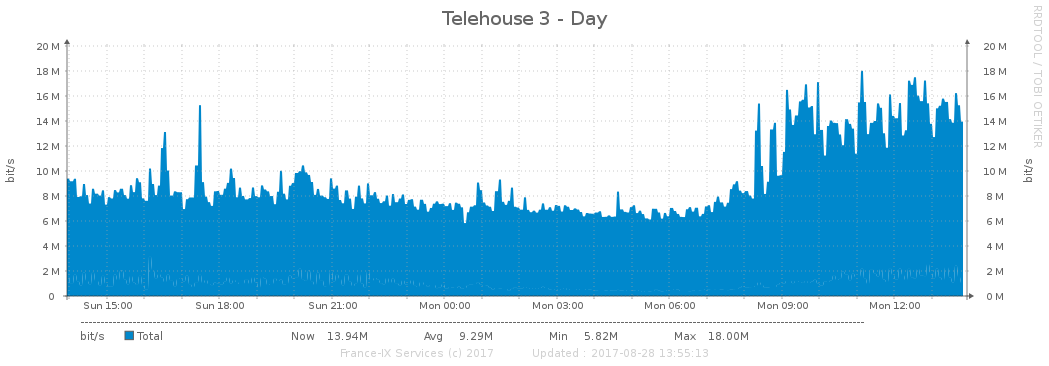 Telehouse 3 - Day
RRDTOOL / TOBI OETIKER
bit/s
20 M 20 M
18 M 18 M
16 M 16 M
14 M 14 M
12 M 12 M
10 M 10 M
8 M 8 M
6 M 6 M
4 M 4 M
2 M 2 M
0 0 M
bit/s
Sun 15:00 Sun 18:00 Sun 21:00 Mon 00:00 Mon 03:00 Mon 06:00 Mon 09:00 Mon 12:00
bit/s Total Now 13.94M Avg 9.29M Min 5.82M Max 18.00M
France-IX Services (c) 2017 Updated : 2017-08-28 13:55:13